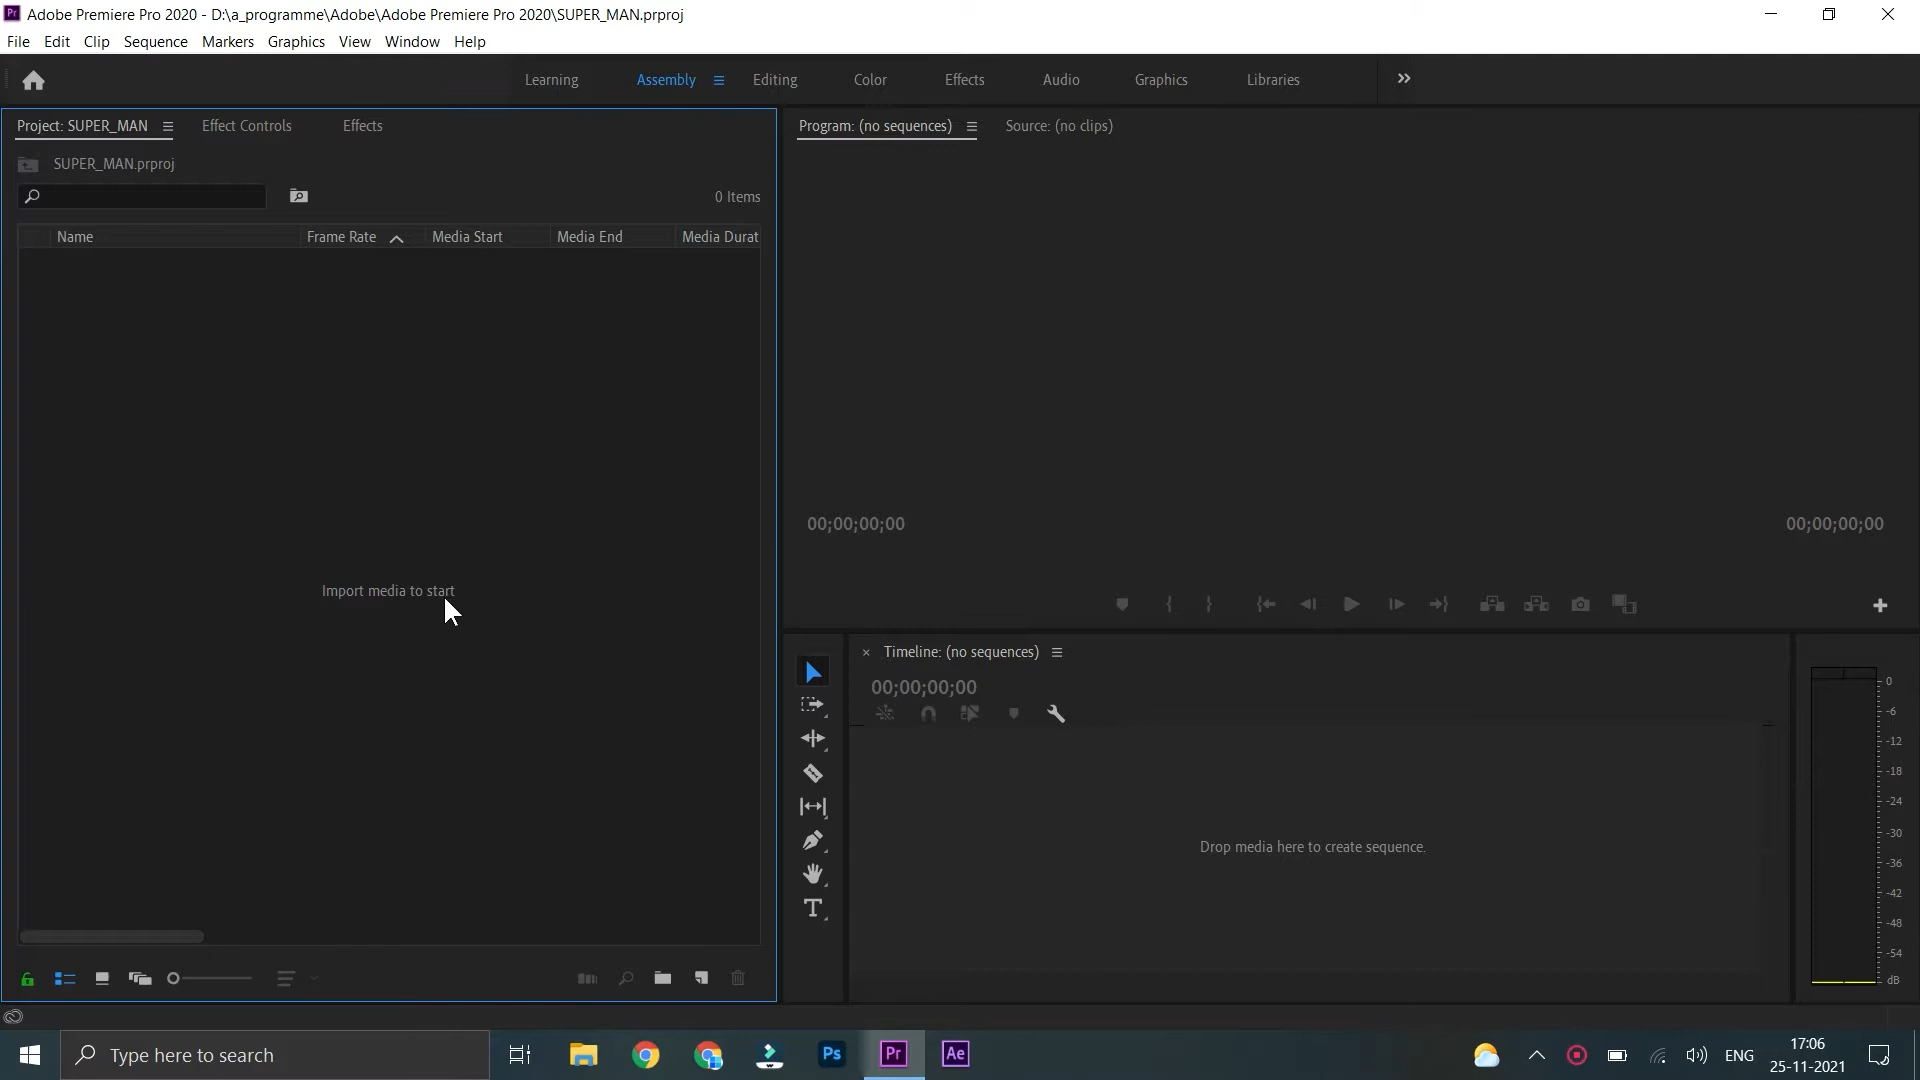 Pr Adobe Premiere Pro 2020 - D:\a_programme\Adobe\Adobe Premiere Pro 2020\SUPER_MAN.prproj
File Edit Clip Sequence Markers Graphics View Window Help
Learning Assembly Editing Color Effects Audio Graphics Libraries
Project: SUPER_MAN Effect Controls Effects
SUPER_MAN.prproj
0 Items
Name Frame Rate Media Start Media End Media Durat
Import media to start
Program: (no sequences) Source: (no clips)
00;00;00;00 00;00;00;00
Timeline: (no sequences)
00;00;00;00
Drop media here to create sequence.
0
-6
-12
-18
-24
-30
-36
-42
-48
-54
dB
Type here to search
Ps Pr Ae
ENG
17:06
25-11-2021